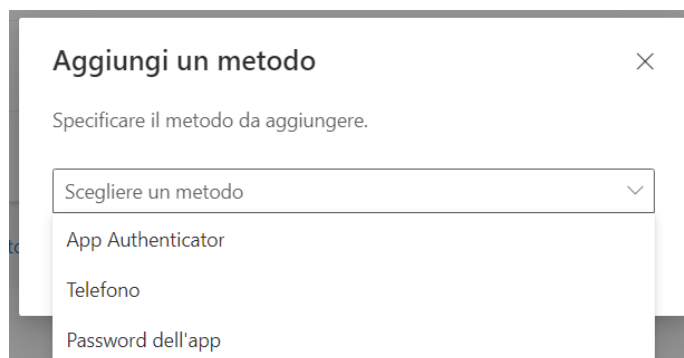 Aggiungi un metodo
Specificare il metodo da aggiungere.
Scegliere un metodo
App Authenticator
Telefono
Password dell'app